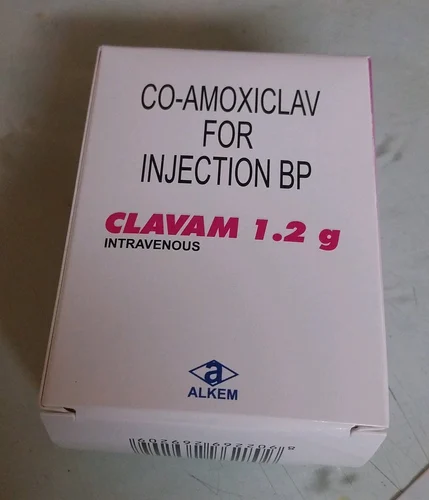 CO-AMOXICLAV
FOR
INJECTION BP
CLAVAM 1.2 g
INTRAVENOUS
a
ALKEM